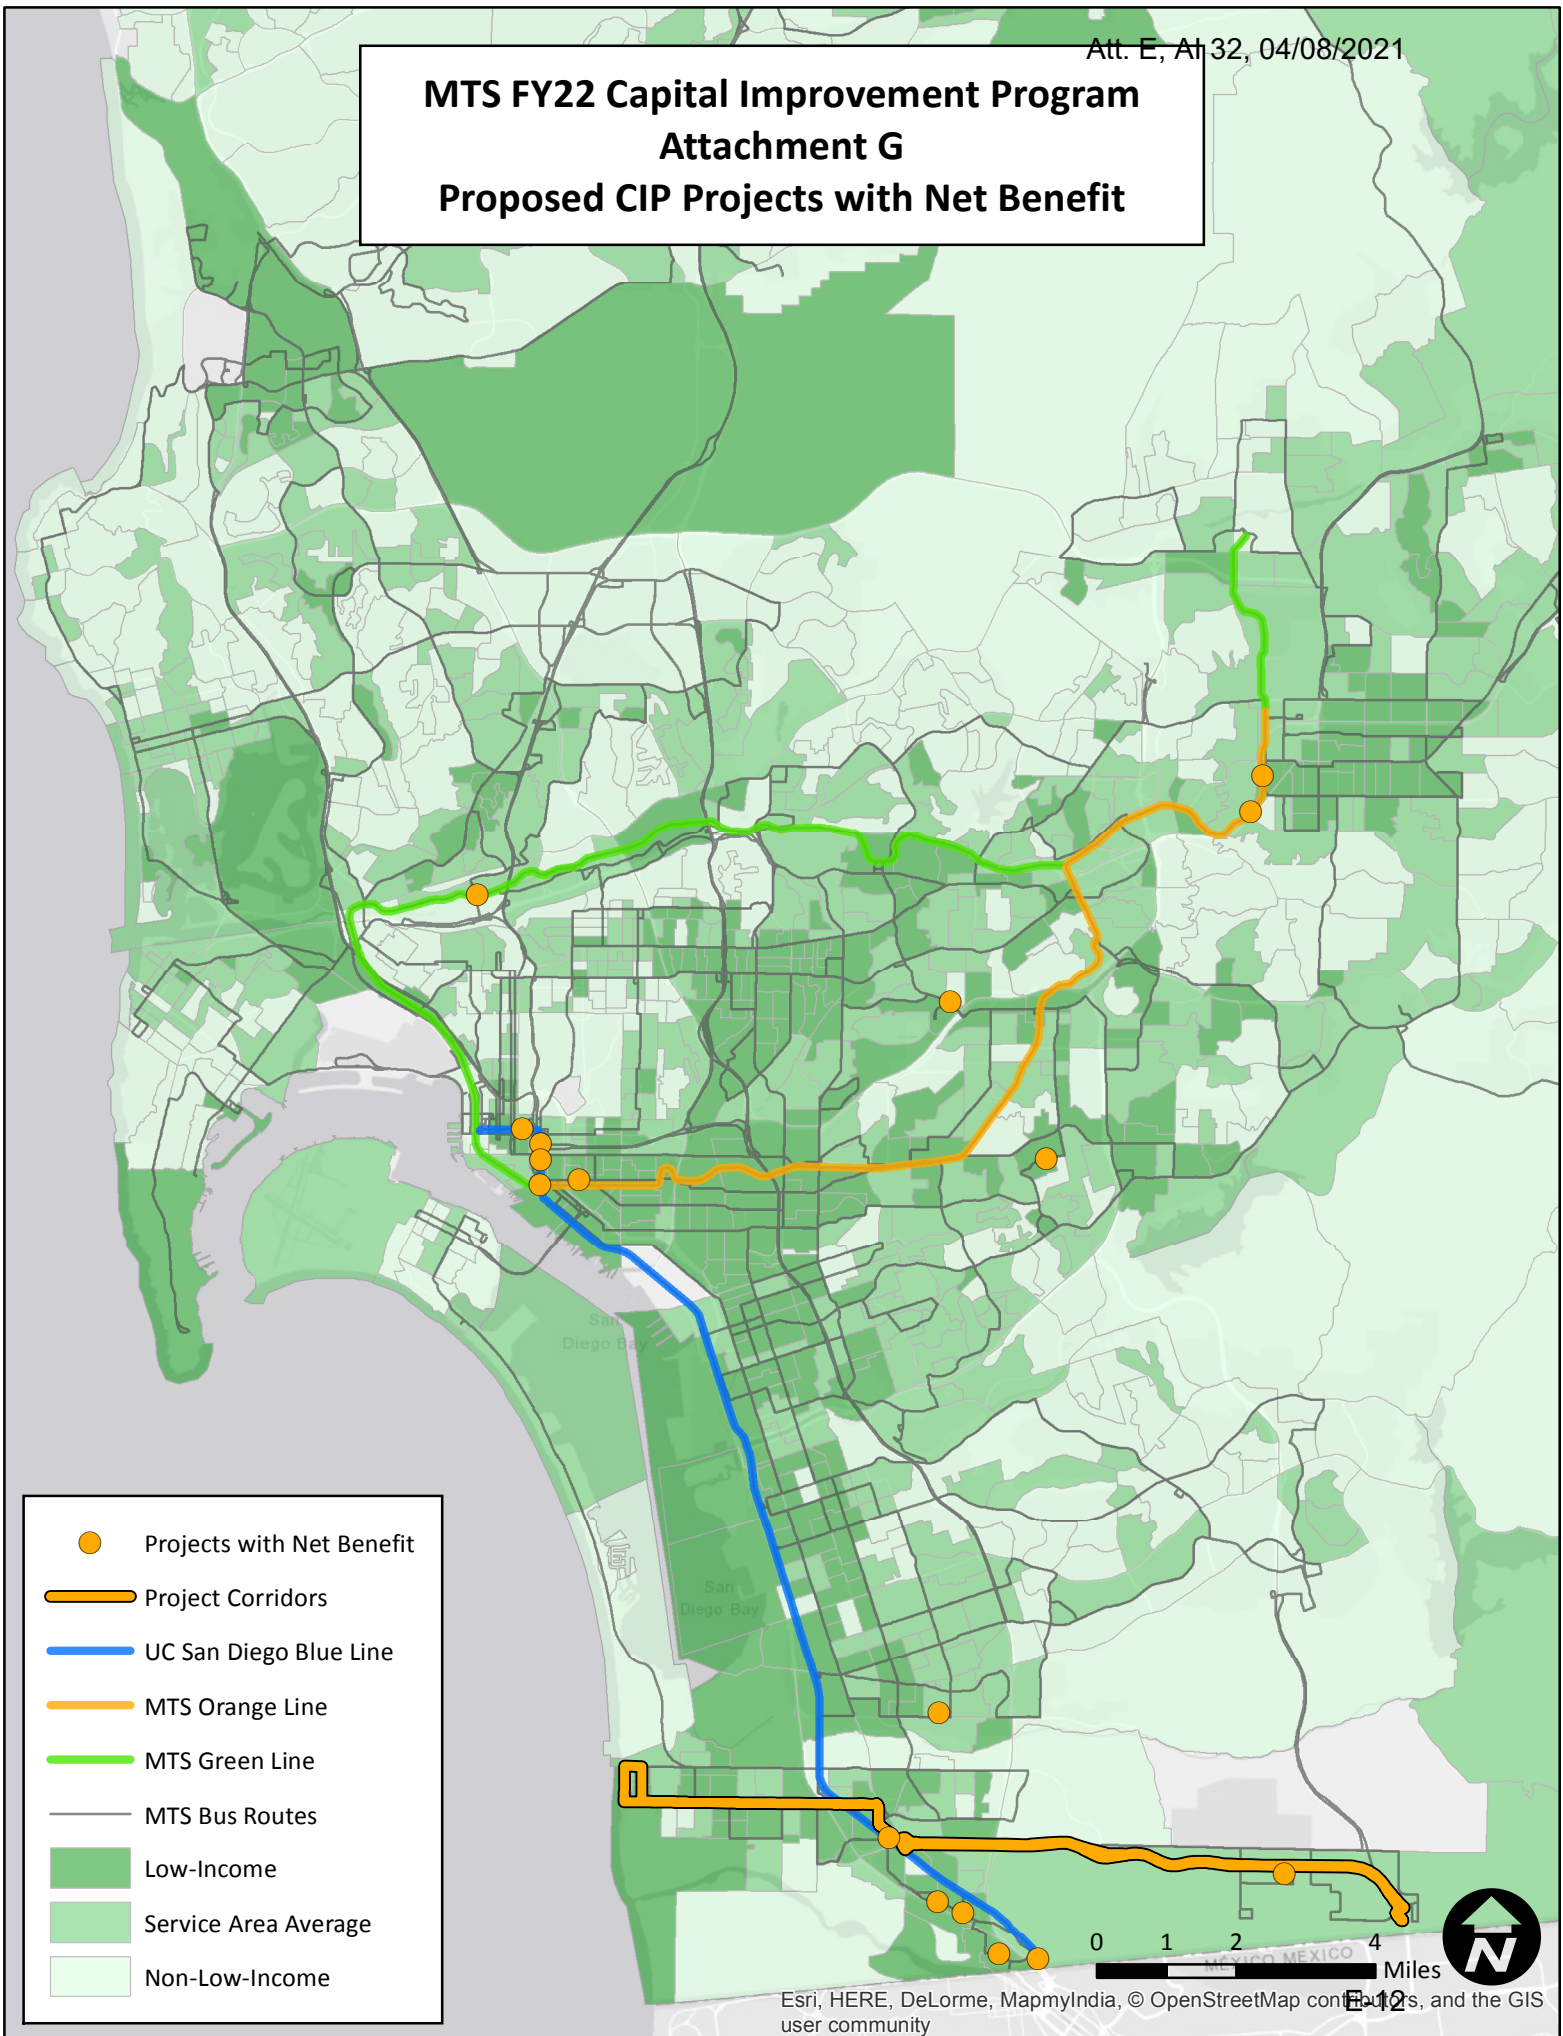 Att. E, AI 32, 04/08/2021
MTS FY22 Capital Improvement Program
Attachment G
Proposed CIP Projects with Net Benefit
San
Diego Bay
San
Diego Bay
Projects with Net Benefit
Project Corridors
UC San Diego Blue Line
MTS Orange Line
MTS Green Line
MTS Bus Routes
Low-Income
Service Area Average
Non-Low-Income
0 1 2 4
Miles
MÉXICO MEXICO
N
Esri, HERE, DeLorme, MapmyIndia, © OpenStreetMap contributors, and the GIS
user community
E-12